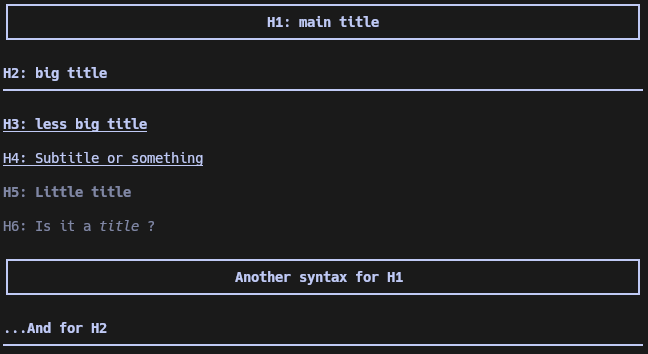 H1: main title
H2: big title
H3: less big title
H4: Subtitle or something
H5: Little title
H6: Is it a title ?
Another syntax for H1
...And for H2